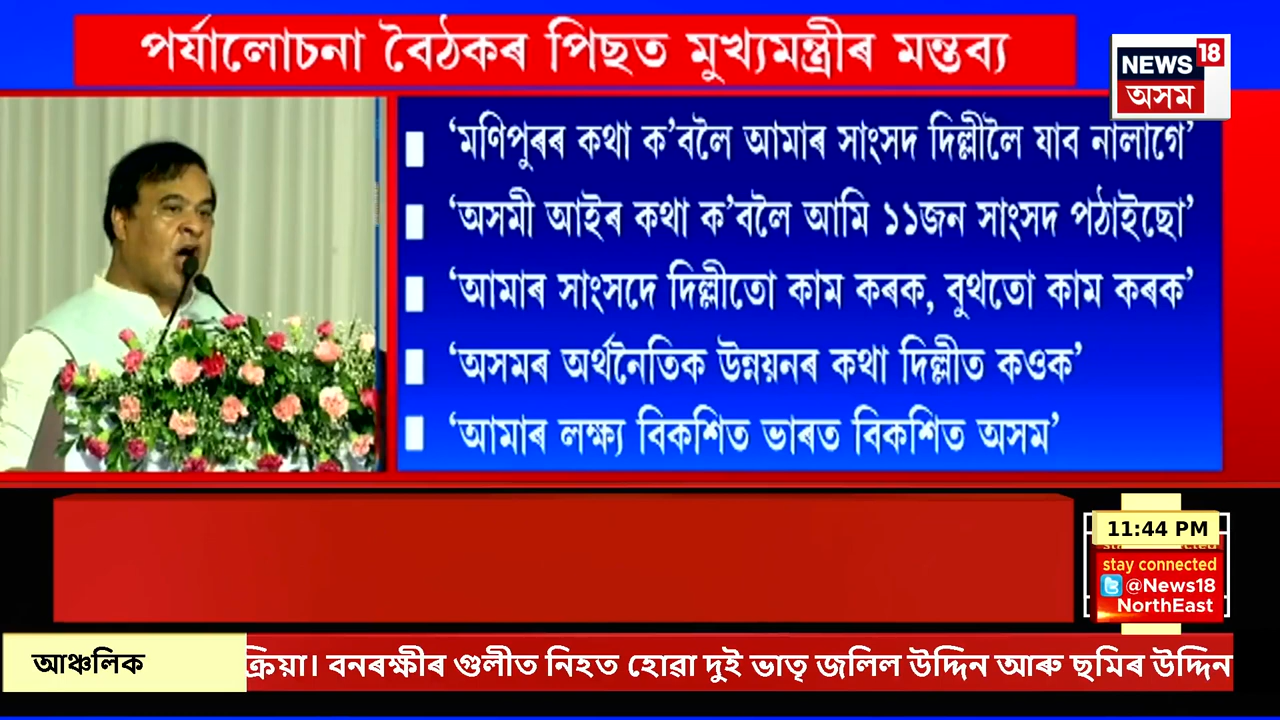 পৰ্যালোচনা বৈঠকৰ পিছত মুখ্যমন্ত্ৰীৰ মন্তব্য
NEWS 18
অসম
‘মণিপুৰৰ কথা ক’বলৈ আমাৰ সাংসদ দিল্লীলৈ যাব নালাগে’
‘অসমী আইৰ কথা ক’বলৈ আমি ১১জন সাংসদ পঠাইছো’
‘আমাৰ সাংসদে দিল্লীতো কাম কৰক, বুথতো কাম কৰক’
‘অসমৰ অৰ্থনৈতিক উন্নয়নৰ কথা দিল্লীত কওক’
‘আমাৰ লক্ষ্য বিকশিত ভাৰত বিকশিত অসম’
11:44 PM
stay connected
@News18
NorthEast
আঞ্চলিক
ক্ৰিয়া। বনৰক্ষীৰ গুলীত নিহত হোৱা দুই ভাতৃ জলিল উদ্দিন আৰু ছমিৰ উদ্দিন